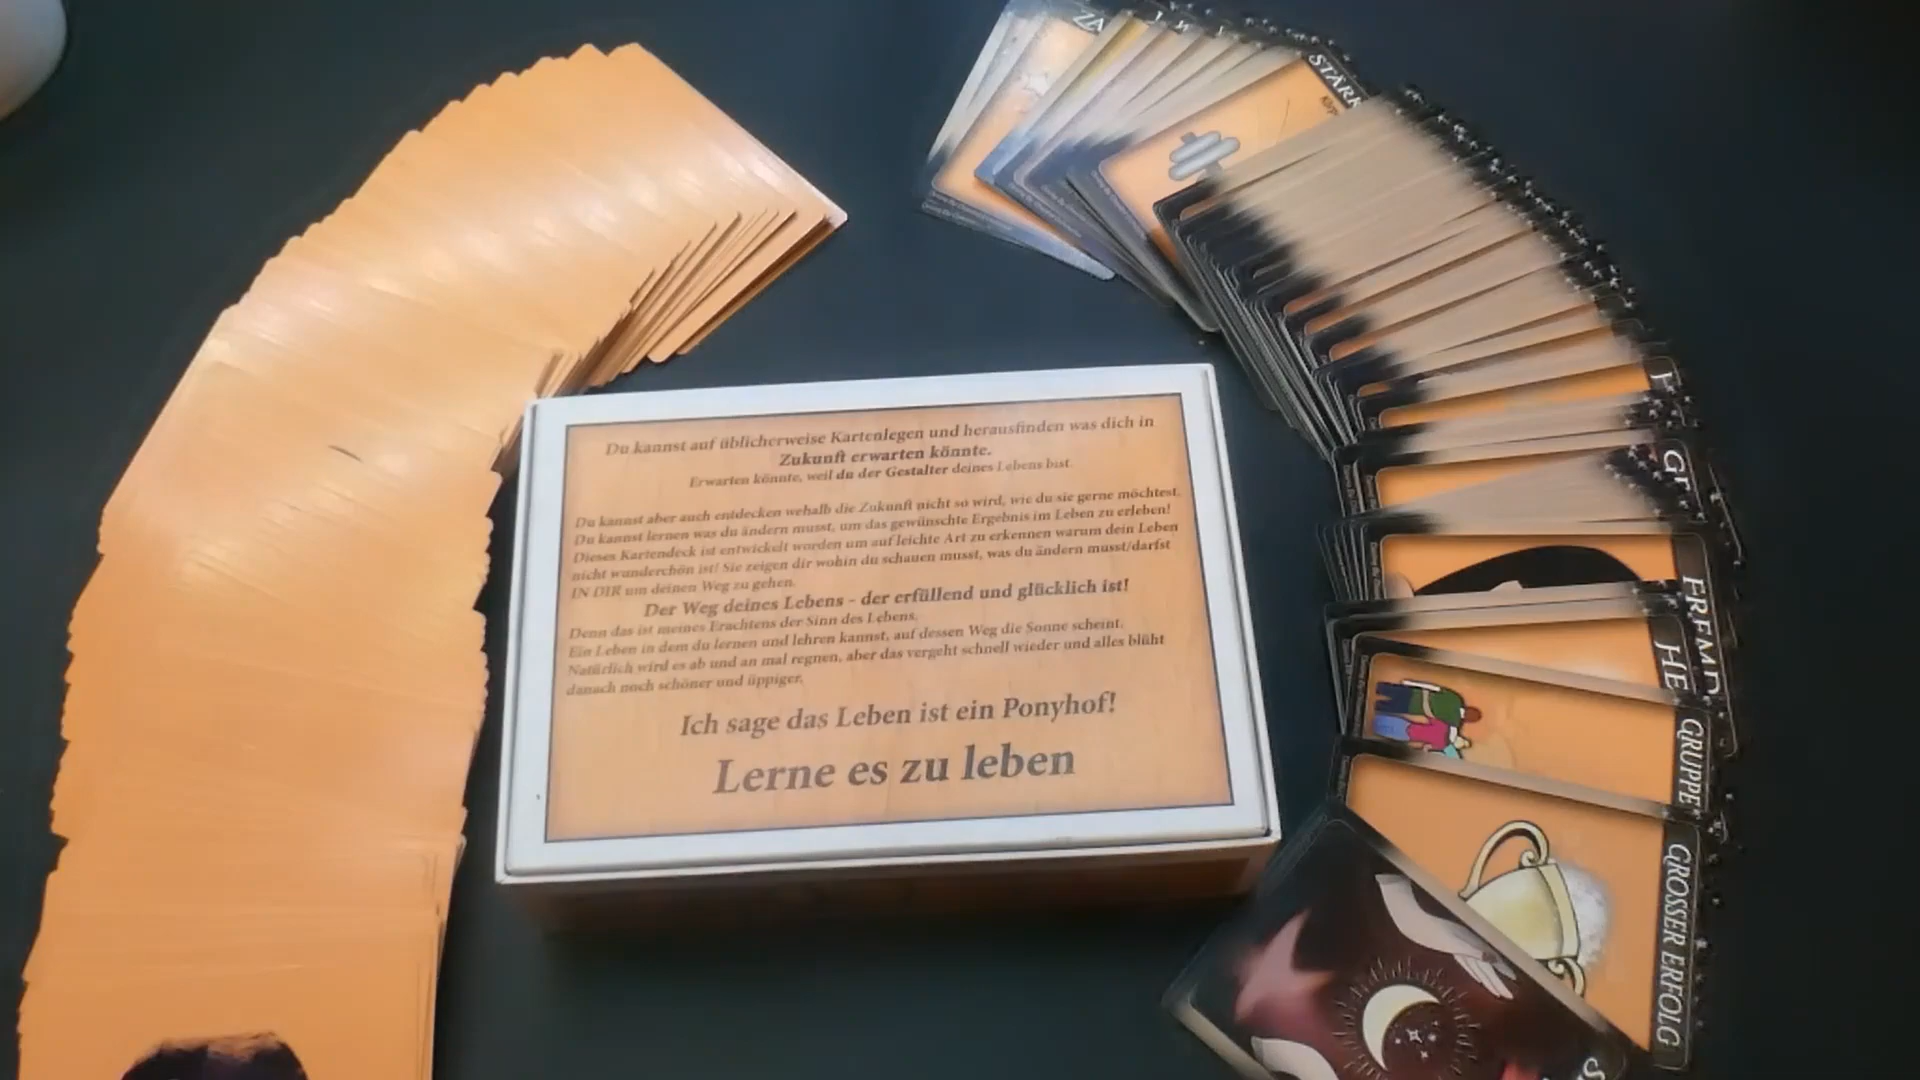 Du kannst auf üblicherweise Kartenlegen und herausfinden was dich in
Zukunft erwarten könnte.
Erwarten könnte, weil du der Gestalter deines Lebens bist.
Du kannst aber auch entdecken wehalb die Zukunft nicht so wird, wie du sie gerne möchtest.
Du kannst lernen was du ändern musst, um das gewünschte Ergebnis im Leben zu erleben!
Dieses Kartendeck ist entwickelt worden um auf leichte Art zu erkennen warum dein Leben
nicht wunderchön ist! Sie zeigen dir wohin du schauen musst, was du ändern musst/darfst
IN DIR um deinen Weg zu gehen.
Der Weg deines Lebens - der erfüllend und glücklich ist!
Denn das ist meines Erachtens der Sinn des Lebens.
Ein Leben in dem du lernen und lehren kannst, auf dessen Weg die Sonne scheint.
Natürlich wird es ab und an mal regnen, aber das vergeht schnell wieder und alles blüht
danach noch schöner und üppiger.
Ich sage das Leben ist ein Ponyhof!
Lerne es zu leben
STÄRK
GR
FREMD
HE
GRUPPE
GROSSER ERFOLG